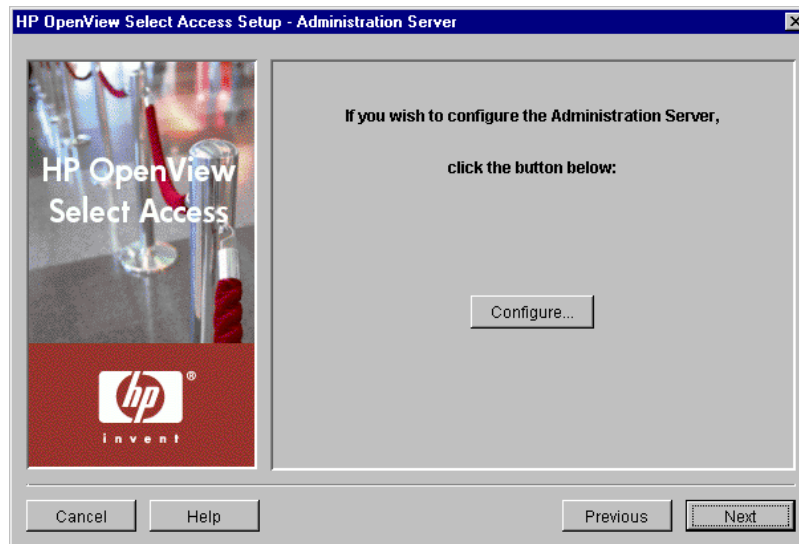 HP OpenView Select Access Setup - Administration Server
HP OpenView
Select Access
hp
®
invent
If you wish to configure the Administration Server,
click the button below:
Configure...
Cancel
Help
Previous
Next